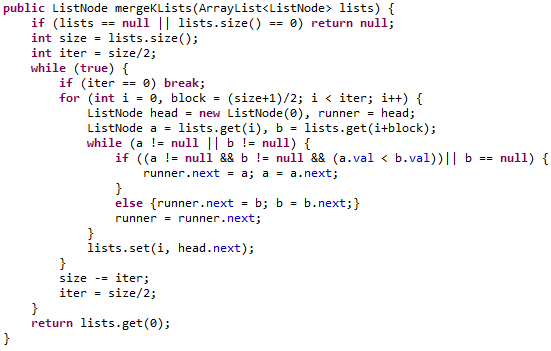 public ListNode mergeKLists(ArrayList<ListNode> lists) {
    if (lists == null || lists.size() == 0) return null;
    int size = lists.size();
    int iter = size/2;
    while (true) {
        if (iter == 0) break;
        for (int i = 0, block = (size+1)/2; i < iter; i++) {
            ListNode head = new ListNode(0), runner = head;
            ListNode a = lists.get(i), b = lists.get(i+block);
            while (a != null || b != null) {
                if ((a != null && b != null && (a.val < b.val))|| b == null) {
                    runner.next = a; a = a.next;
                }
                else {runner.next = b; b = b.next;}
                runner = runner.next;
            }
            lists.set(i, head.next);
        }
        size -= iter;
        iter = size/2;
    }
    return lists.get(0);
}